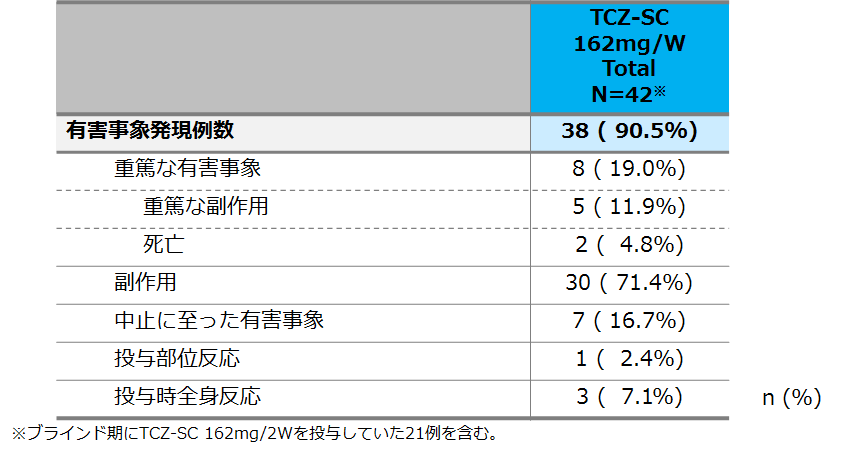 TCZ-SC
162mg/W
Total
N=42※
有害事象発現例数 38 ( 90.5%)
重篤な有害事象 8 ( 19.0%)
重篤な副作用 5 ( 11.9%)
死亡 2 ( 4.8%)
副作用 30 ( 71.4%)
中止に至った有害事象 7 ( 16.7%)
投与部位反応 1 ( 2.4%)
投与時全身反応 3 ( 7.1%) n (%)
※ブラインド期にTCZ-SC 162mg/2Wを投与していた21例を含む。